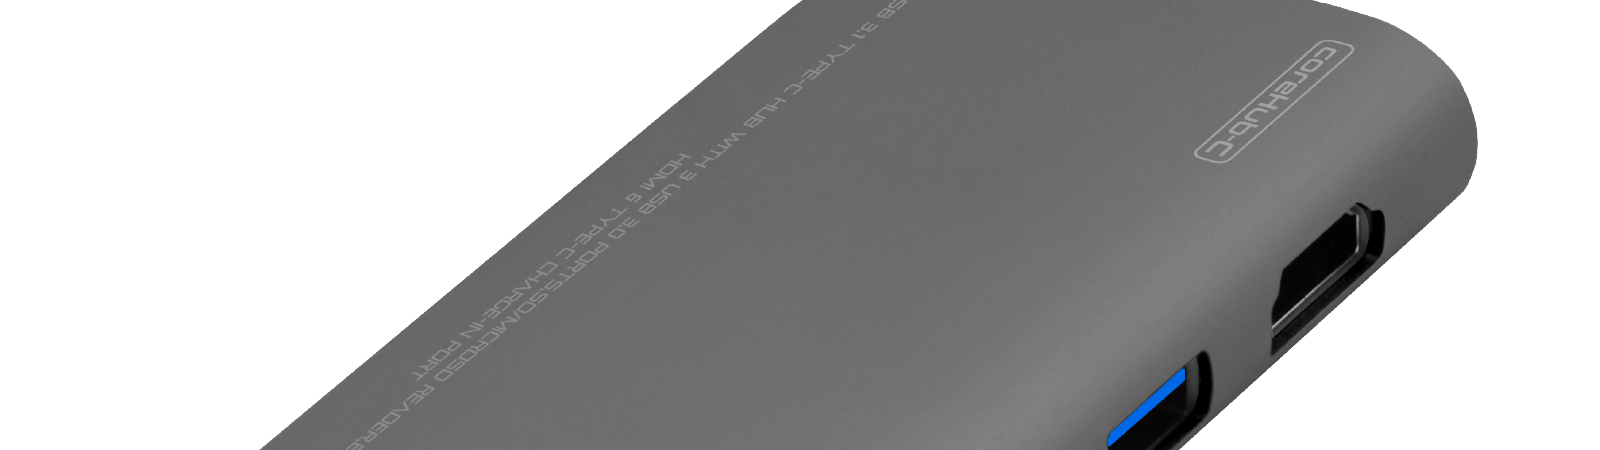 coreHub-C
USB 3.1 TYPE-C HUB WITH 3 USB 3.0 PORTS,SD/MICROSD READER,E
HDMI & TYPE-C CHARGE-IN PORT